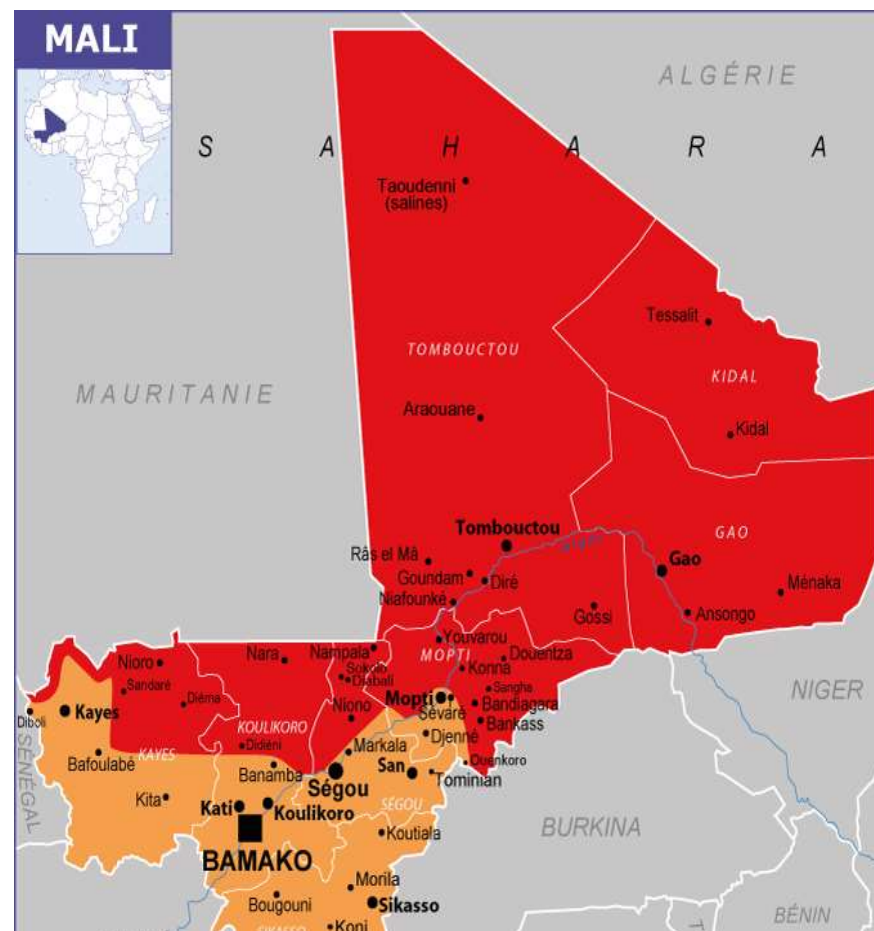 MALI
ALGÉRIE
S A H A R A
Taoudenni
(salines)
Tessalit
TOMBOUCTOU
KIDAL
MAURITANIE
Araouane
Kidal
Tombouctou
GAO
Râs el Mâ
Gao
Goundam
Diré
Ménaka
Niafounké
Gossi
Ansongo
Youvarou
Nara
Nampala
MOPTI
Douentza
Nioro
Sokolo
Konna
Diabali
Sandaré
Sangha
NIGER
Diéma
Mopti
Bandiagara
Diboli
Kayes
Niono
Sévaré
KOULIKORO
Bankass
Djenné
SÉNÉGAL
KAYES
Didiéni
Markala
Bafoulabé
Ouenkoro
Banamba
San
Tominian
Ségou
Kita
Kati
Koulikoro
SÉGOU
BURKINA
Koutiala
BAMAKO
Morila
Bougouni
Sikasso
BÉNIN
SIKASSO